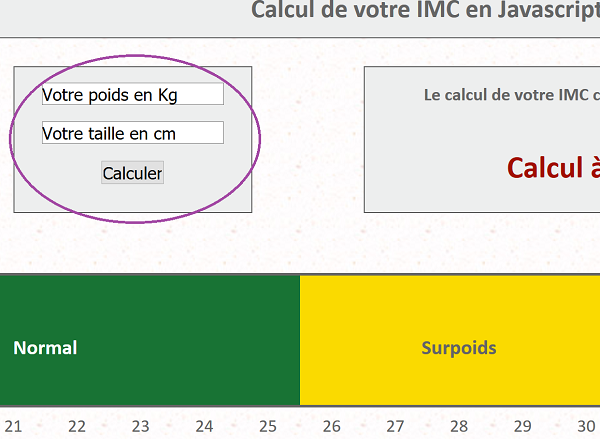 Calcul de votre IMC en Javascript
Votre poids en Kg
Le calcul de votre IMC c
Votre taille en cm
Calcul à
Calculer
Normal
Surpoids
21 22 23 24 25 26 27 28 29 30